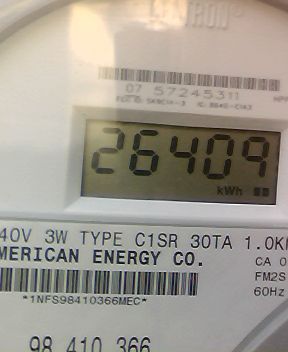 07 57245311
26409
kWh
40V 3W TYPE C1SR 30TA 1.0K
MERICAN ENERGY CO.
CA 0
FM2S
60Hz
*1NFS98410366MEC*
98 410 366